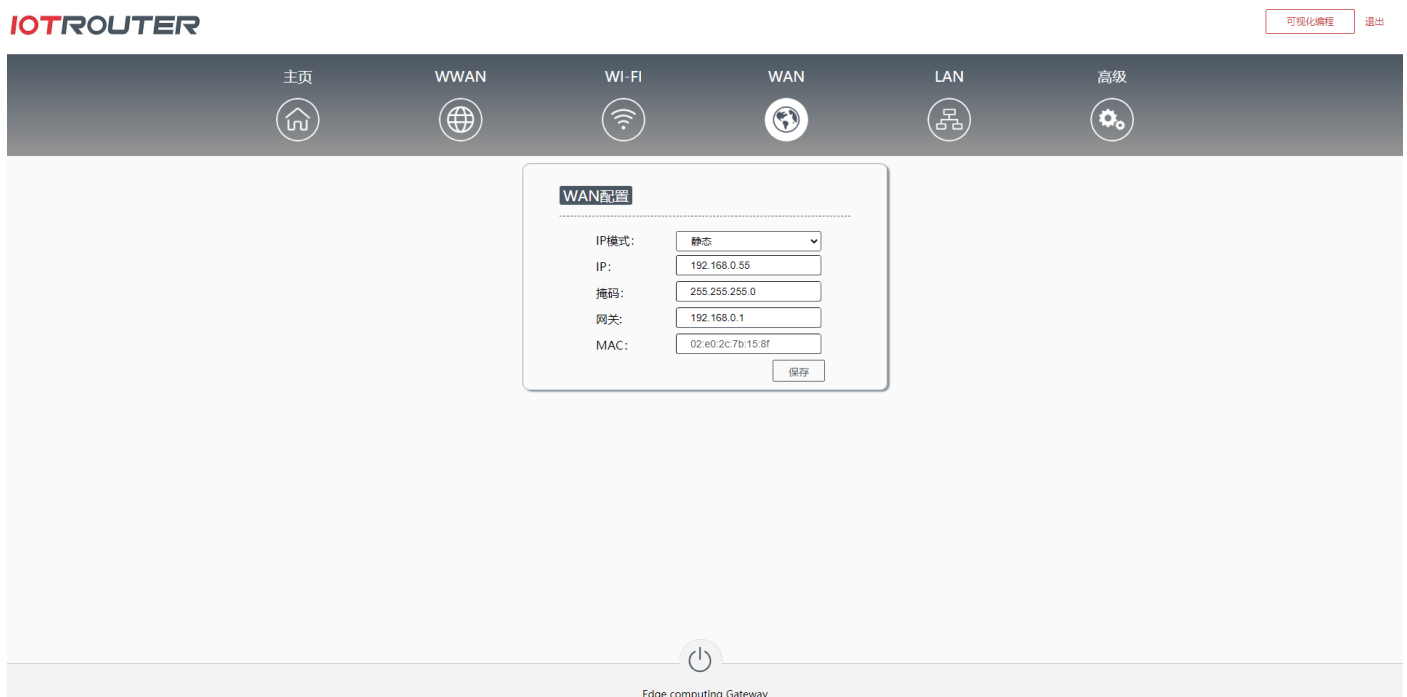 IOTROUTER
可视化编程 退出
主页 WWAN WI-FI WAN LAN 高级
WAN配置
IP模式: 静态
IP: 192.168.0.55
掩码: 255.255.255.0
网关: 192.168.0.1
MAC: 02:e0:2c:7b:15:8f
保存
Edge computing Gateway